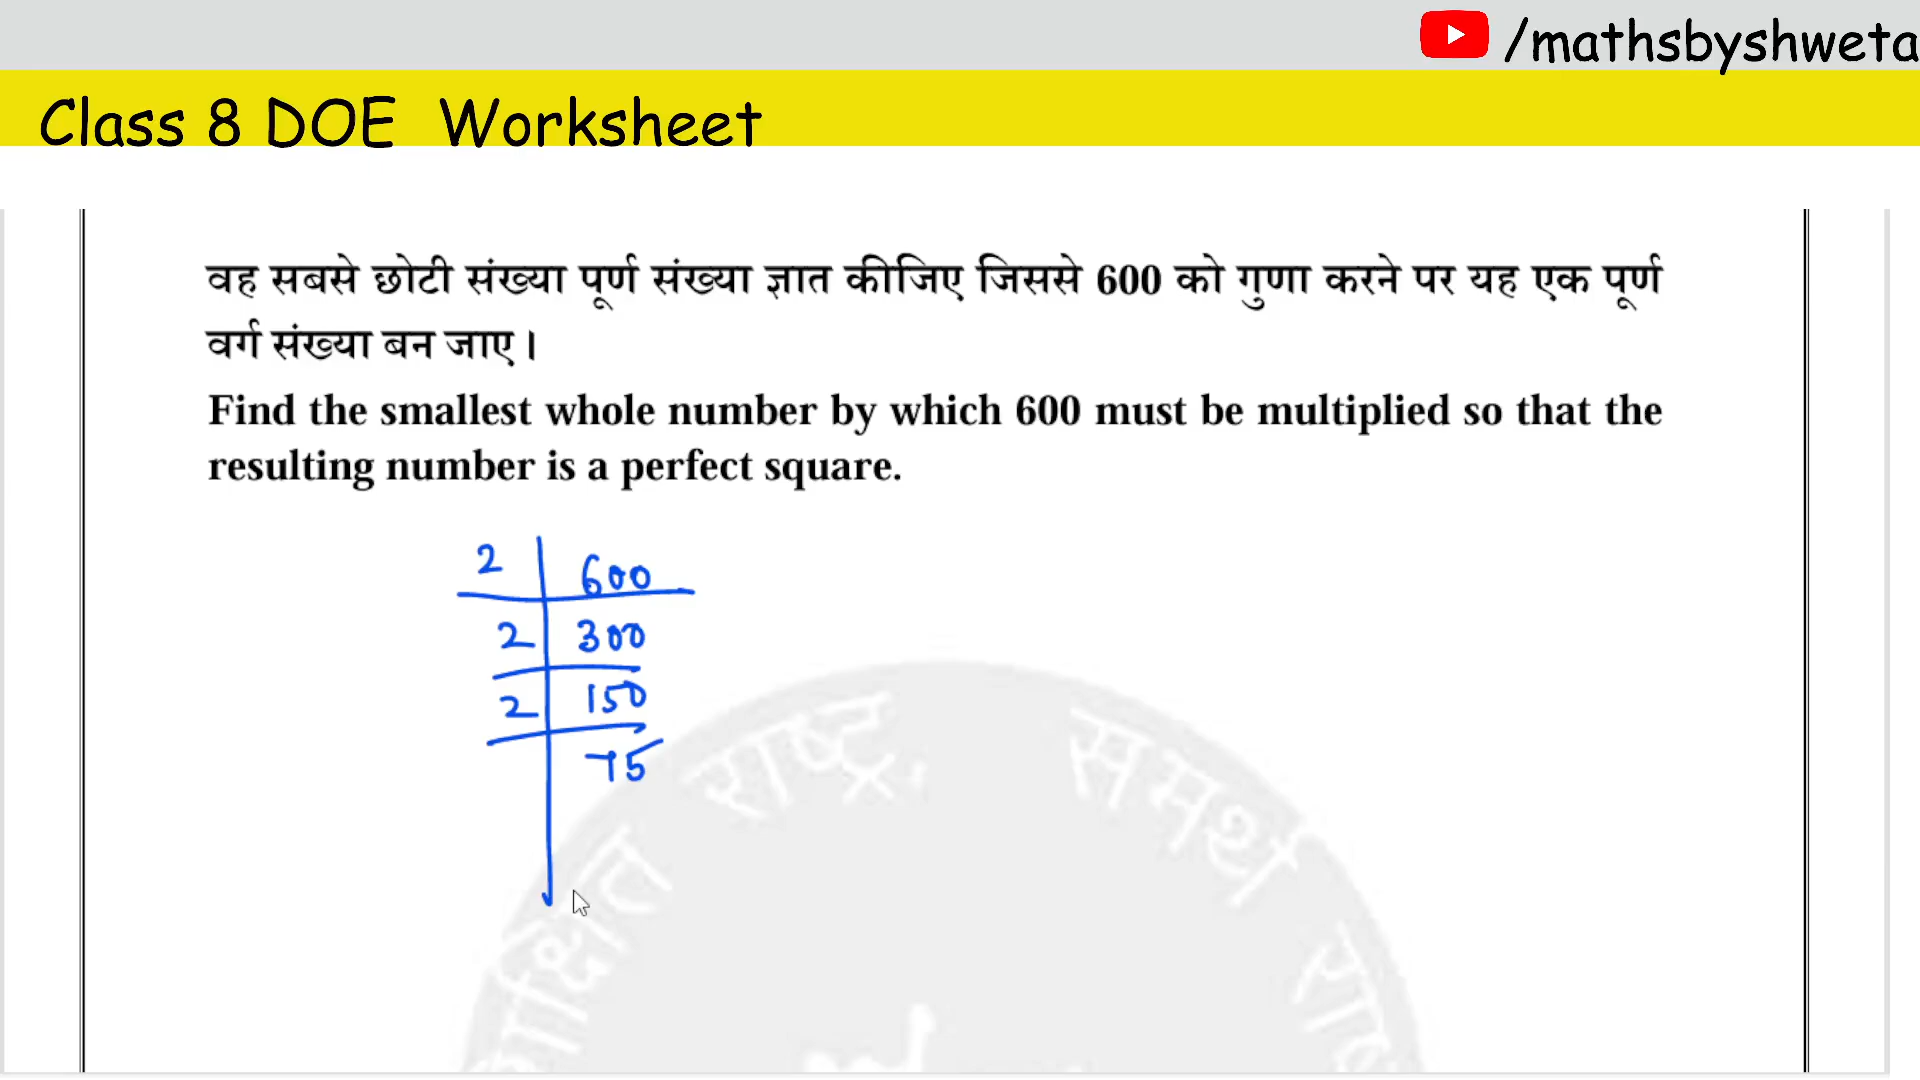 /mathsbyshweta
Class 8 DOE Worksheet
वह सबसे छोटी संख्या पूर्ण संख्या ज्ञात कीजिए जिससे 600 को गुणा करने पर यह एक पूर्ण
वर्ग संख्या बन जाए।
Find the smallest whole number by which 600 must be multiplied so that the
resulting number is a perfect square.
2 600
2 300
2 150
75
राष्ट्र समर्थ